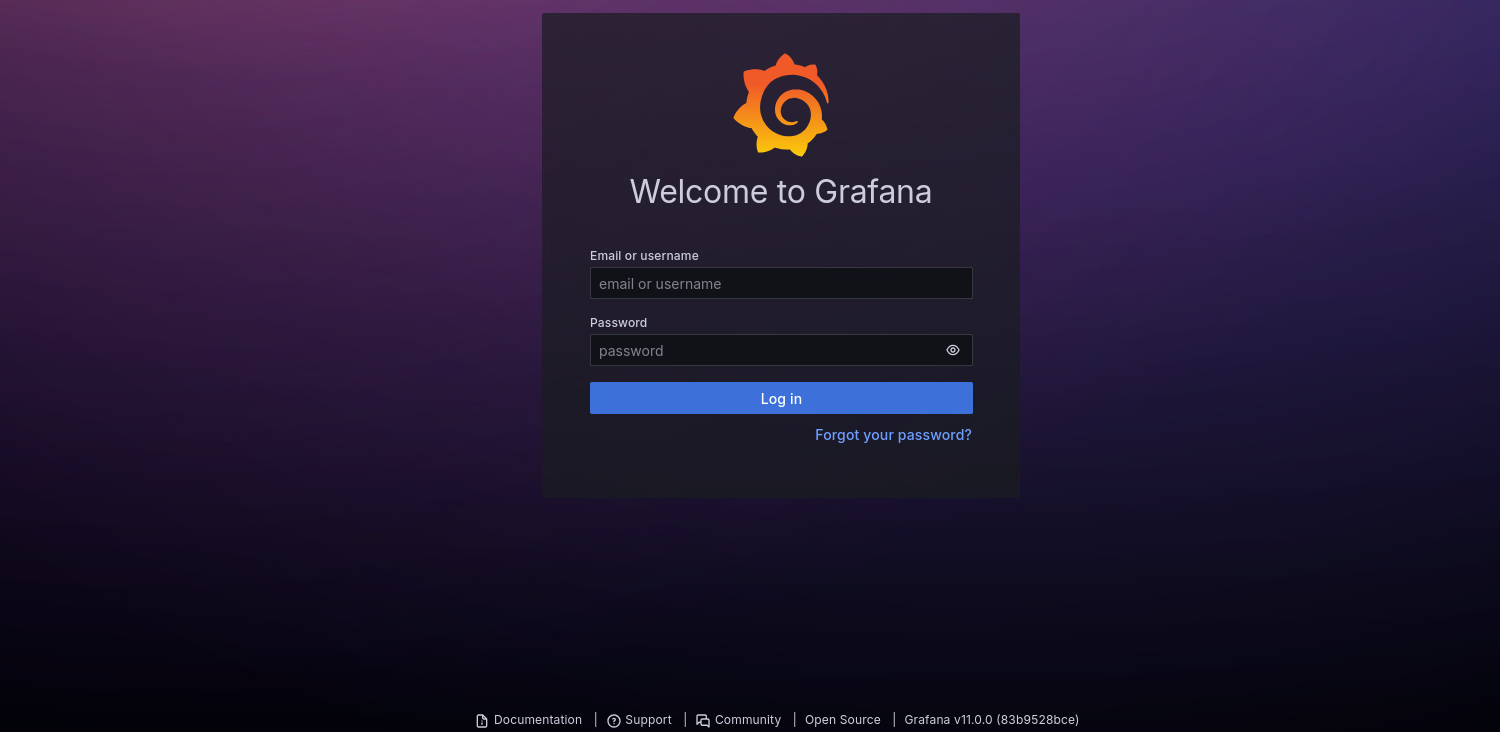 Welcome to Grafana
Email or username
email or username
Password
password
Log in
Forgot your password?
Documentation | Support | Community | Open Source | Grafana v11.0.0 (83b9528bce)